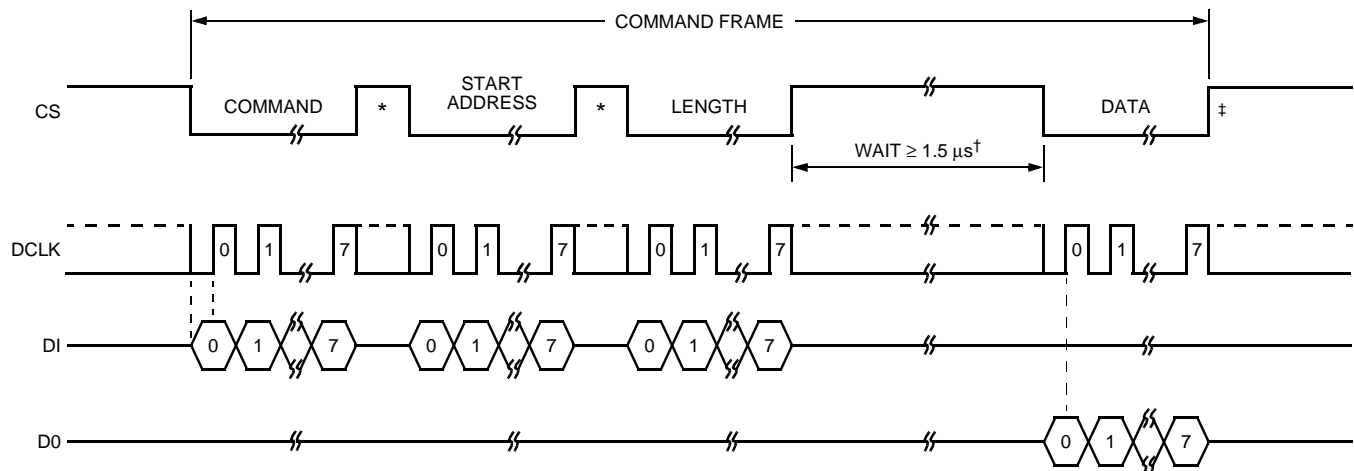 COMMAND FRAME
CS
COMMAND
*
START
ADDRESS
*
LENGTH
DATA
‡
WAIT ≥ 1.5 µs†
DCLK
0 1 7 0 1 7 0 1 7 0 1 7
DI
0 1 7 0 1 7 0 1 7
D0
0 1 7